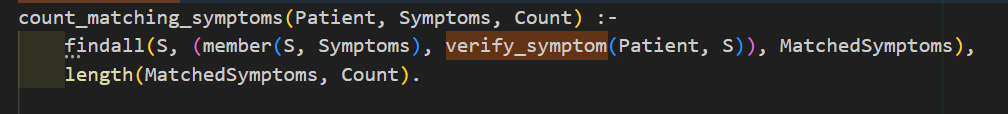 count_matching_symptoms(Patient, Symptoms, Count) :-
    findall(S, (member(S, Symptoms), verify_symptom(Patient, S)), MatchedSymptoms),
    length(MatchedSymptoms, Count).